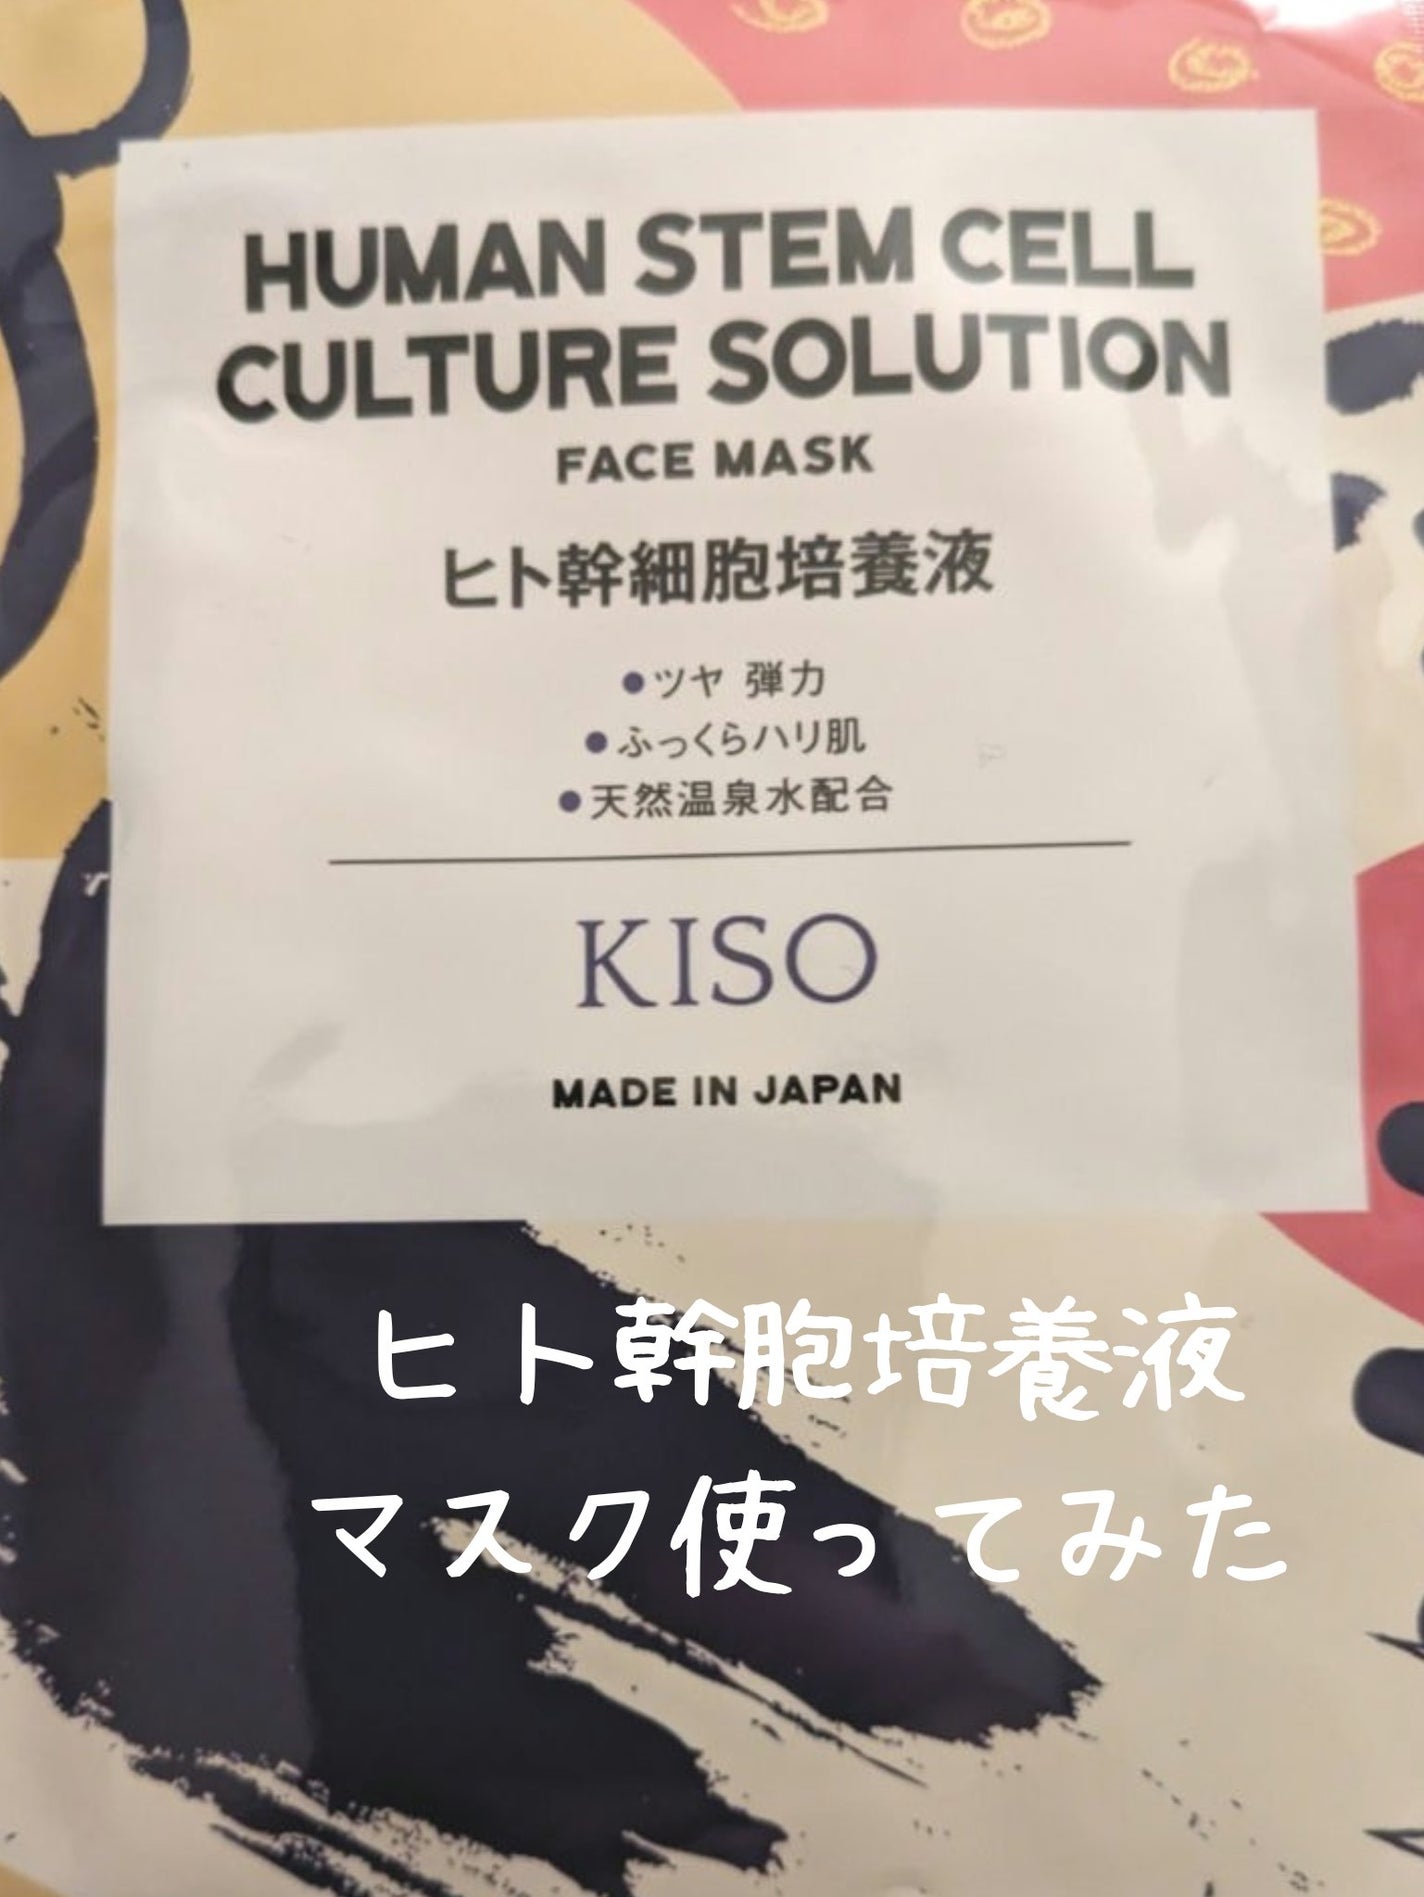 HUMAN STEM CELL
CULTURE SOLUTION
FACE MASK
ヒト幹細胞培養液
●ツヤ 弾力
●ふっくらハリ肌
●天然温泉水配合
KISO
MADE IN JAPAN
ヒト幹胞培養液
マスク使ってみた